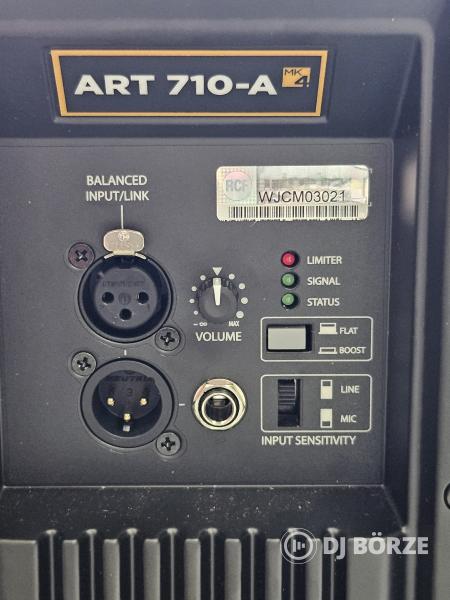 ART 710-A MK4
BALANCED
INPUT/LINK
RCF
WJCM03021
LIMITER
SIGNAL
STATUS
-∞ MAX
VOLUME
FLAT
BOOST
LINE
MIC
INPUT SENSITIVITY
DJ BÖRZE